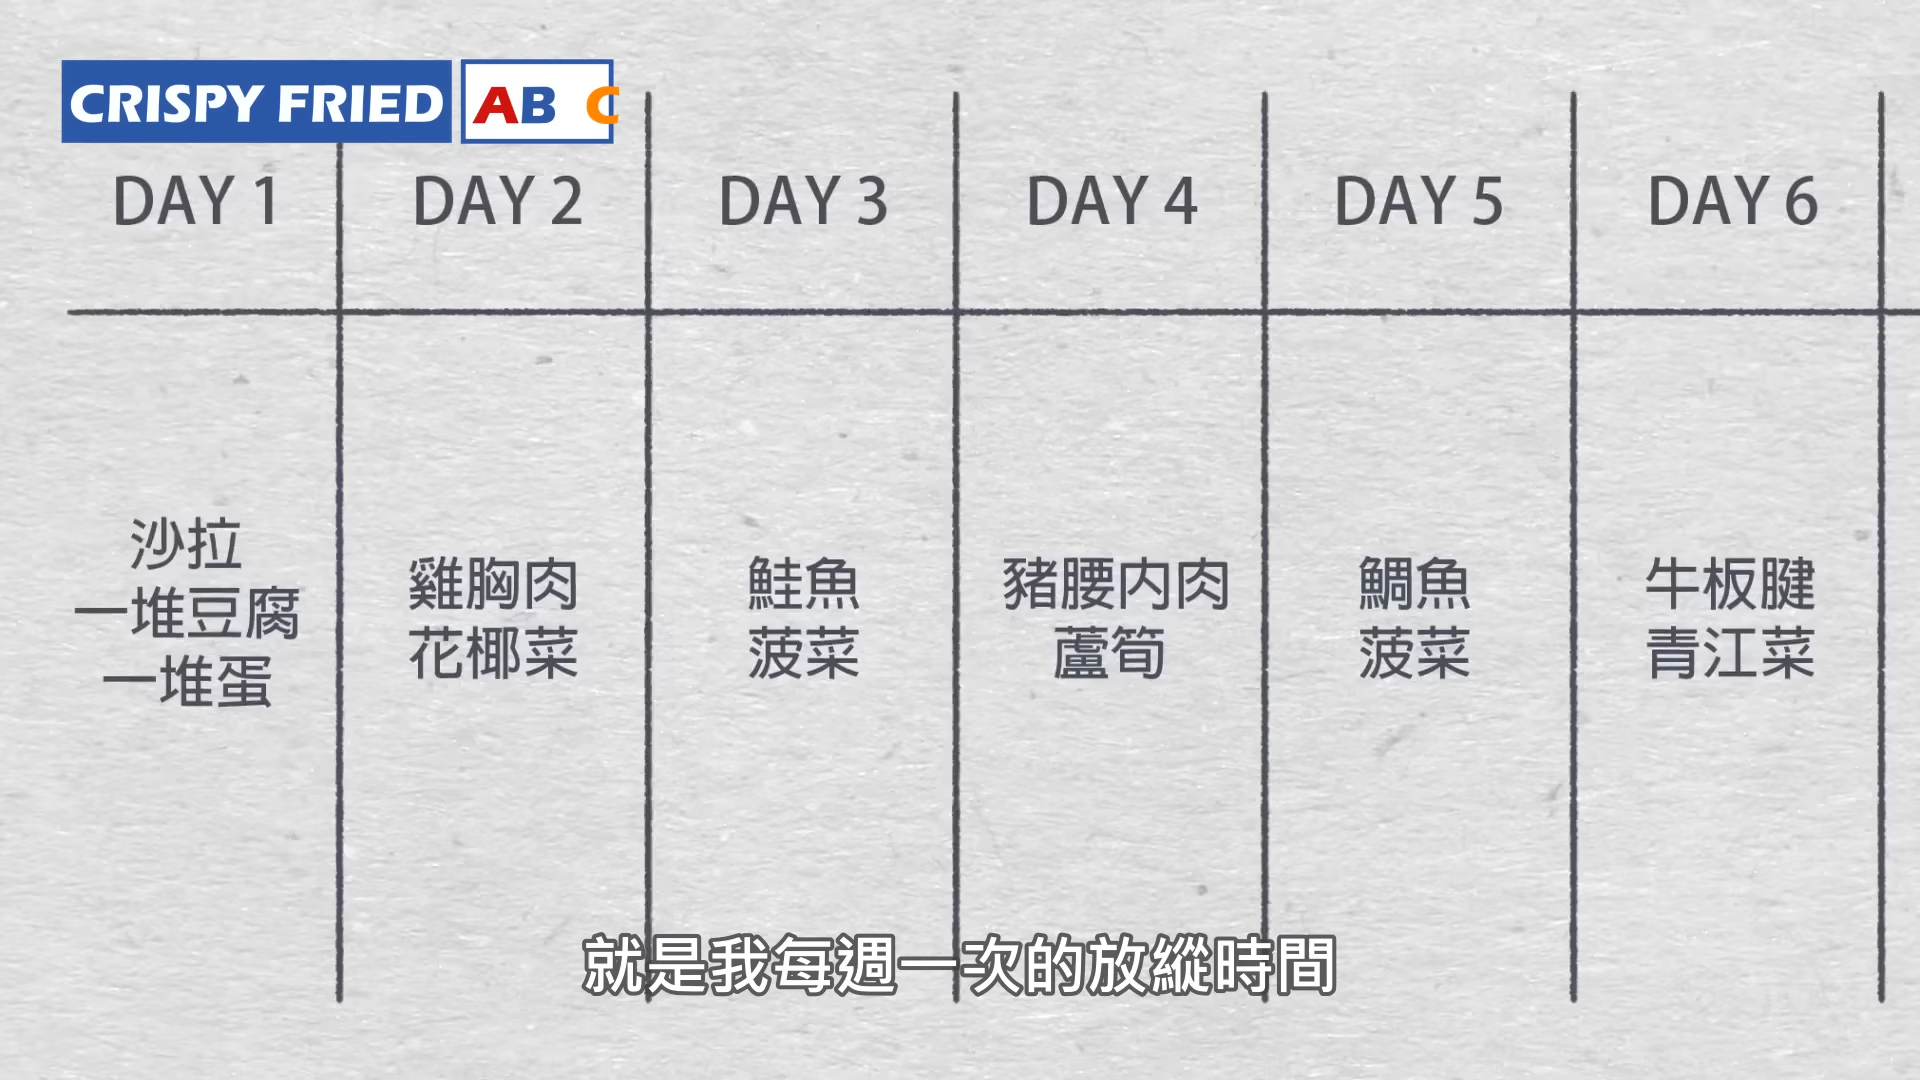 CRISPY FRIED AB C
DAY 1
DAY 2
DAY 3
DAY 4
DAY 5
DAY 6
沙拉
一堆豆腐
一堆蛋
雞胸肉
花椰菜
鮭魚
菠菜
豬腰內肉
蘆筍
鯛魚
菠菜
牛板腱
青江菜
就是我每週一次的放縱時間